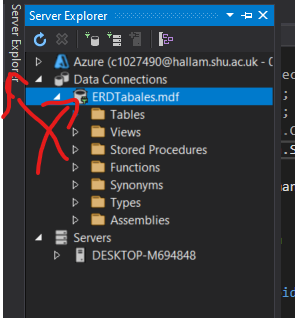 Server Explorer
Server Explorer
Azure (c1027490@hallam.shu.ac.uk - 0
Data Connections
ERDTabales.mdf
Tables
Views
Stored Procedures
Functions
Synonyms
Types
Assemblies
Servers
DESKTOP-M694848